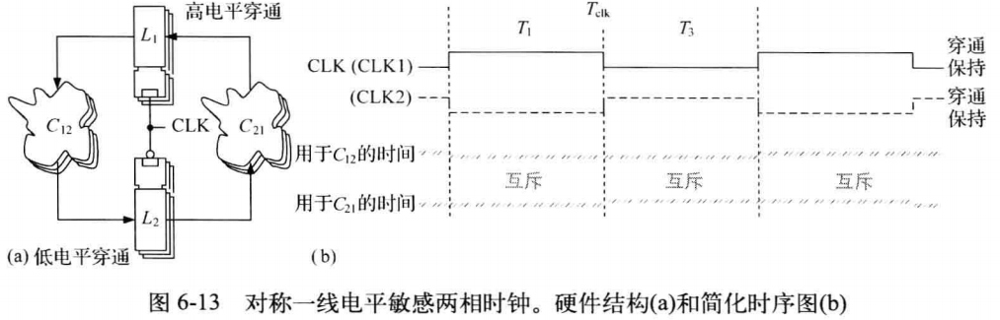 高电平穿通
L₁
C₁₂
CLK
C₂₁
L₂
(a) 低电平穿通
T_clk
T₁
T₃
CLK (CLK1)
穿通
保持
(CLK2)
穿通
保持
用于C₁₂的时间
互斥 互斥 互斥
用于C₂₁的时间
(b)
图 6-13 对称一线电平敏感两相时钟。硬件结构(a)和简化时序图(b)